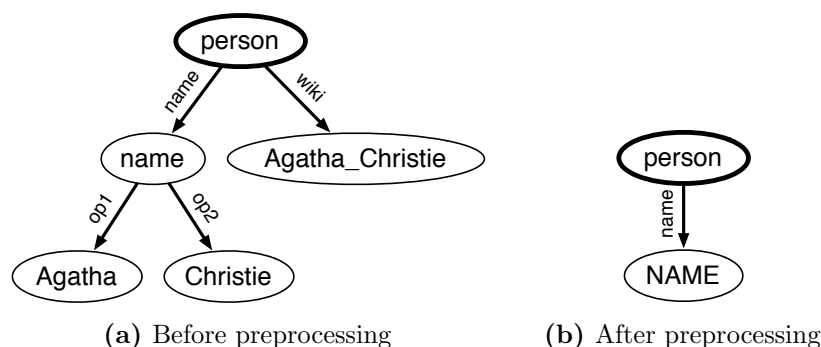 person
name
wiki
name
Agatha_Christie
op1
op2
Agatha
Christie
(a) Before preprocessing
person
name
NAME
(b) After preprocessing